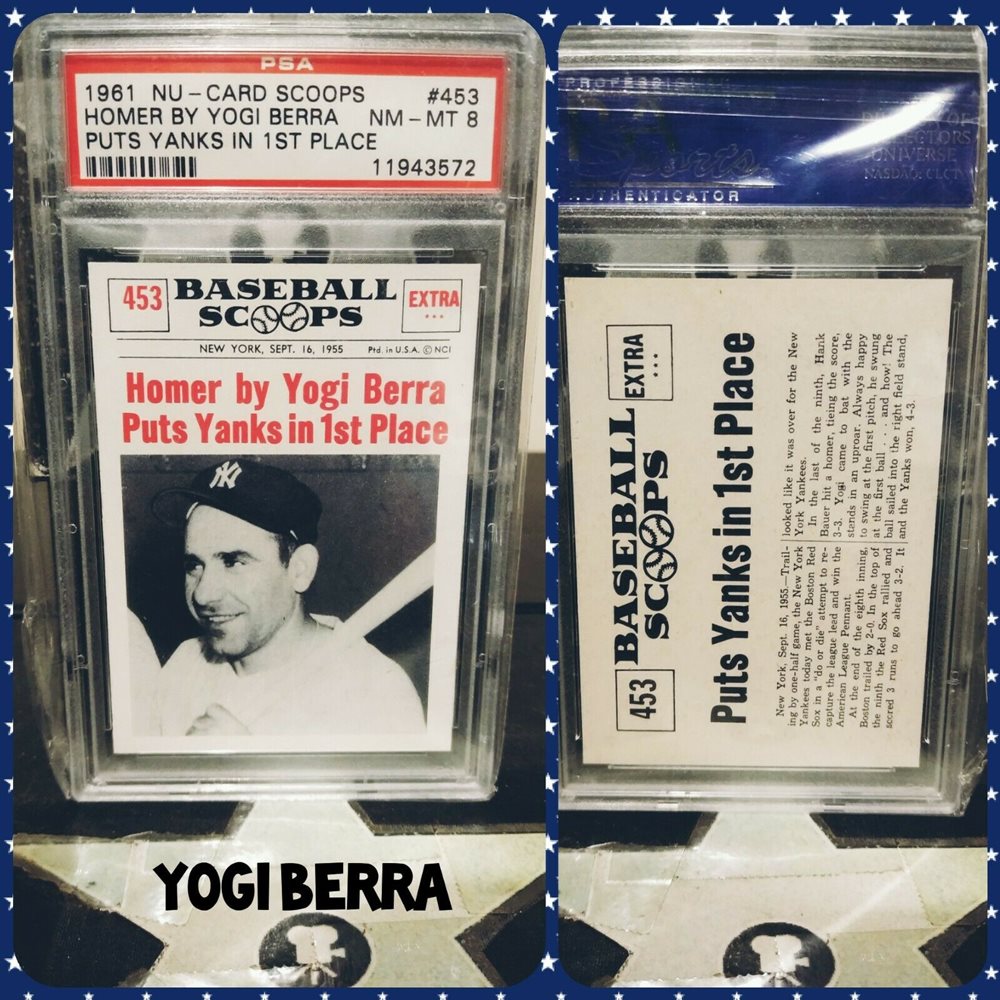 PSA
1961 NU-CARD SCOOPS #453
HOMER BY YOGI BERRA NM-MT 8
PUTS YANKS IN 1ST PLACE
11943572
453 BASEBALL EXTRA
SCOOPS
NEW YORK, SEPT. 16, 1955 Ptd. in U.S.A. © NCI
Homer by Yogi Berra
Puts Yanks in 1st Place
NY
YOGI BERRA
AUTHENTICATOR
COLLECTORS
UNIVERSE
NASDAQ: CLCT
453 BASEBALL EXTRA
SCOOPS
Puts Yanks in 1st Place
New York, Sept. 16, 1955—Trail-
ing by one-half game, the New York
Yankees today met the Boston Red
Sox in a "do or die" attempt to re-
capture the league lead and win the
American League Pennant.
At the end of the eighth inning,
Boston trailed by 2-0. In the top of
the ninth the Red Sox rallied and
scored 3 runs to go ahead 3-2. It
looked like it was over for the New
York Yankees.
In the last of the ninth, Hank
Bauer hit a homer, tieing the score,
3-3. Yogi came to bat with the
stands in an uproar. Always happy
to swing at the first pitch, he swung
at the first ball . . . and how! The
ball sailed into the right field stand,
and the Yanks won, 4-3.